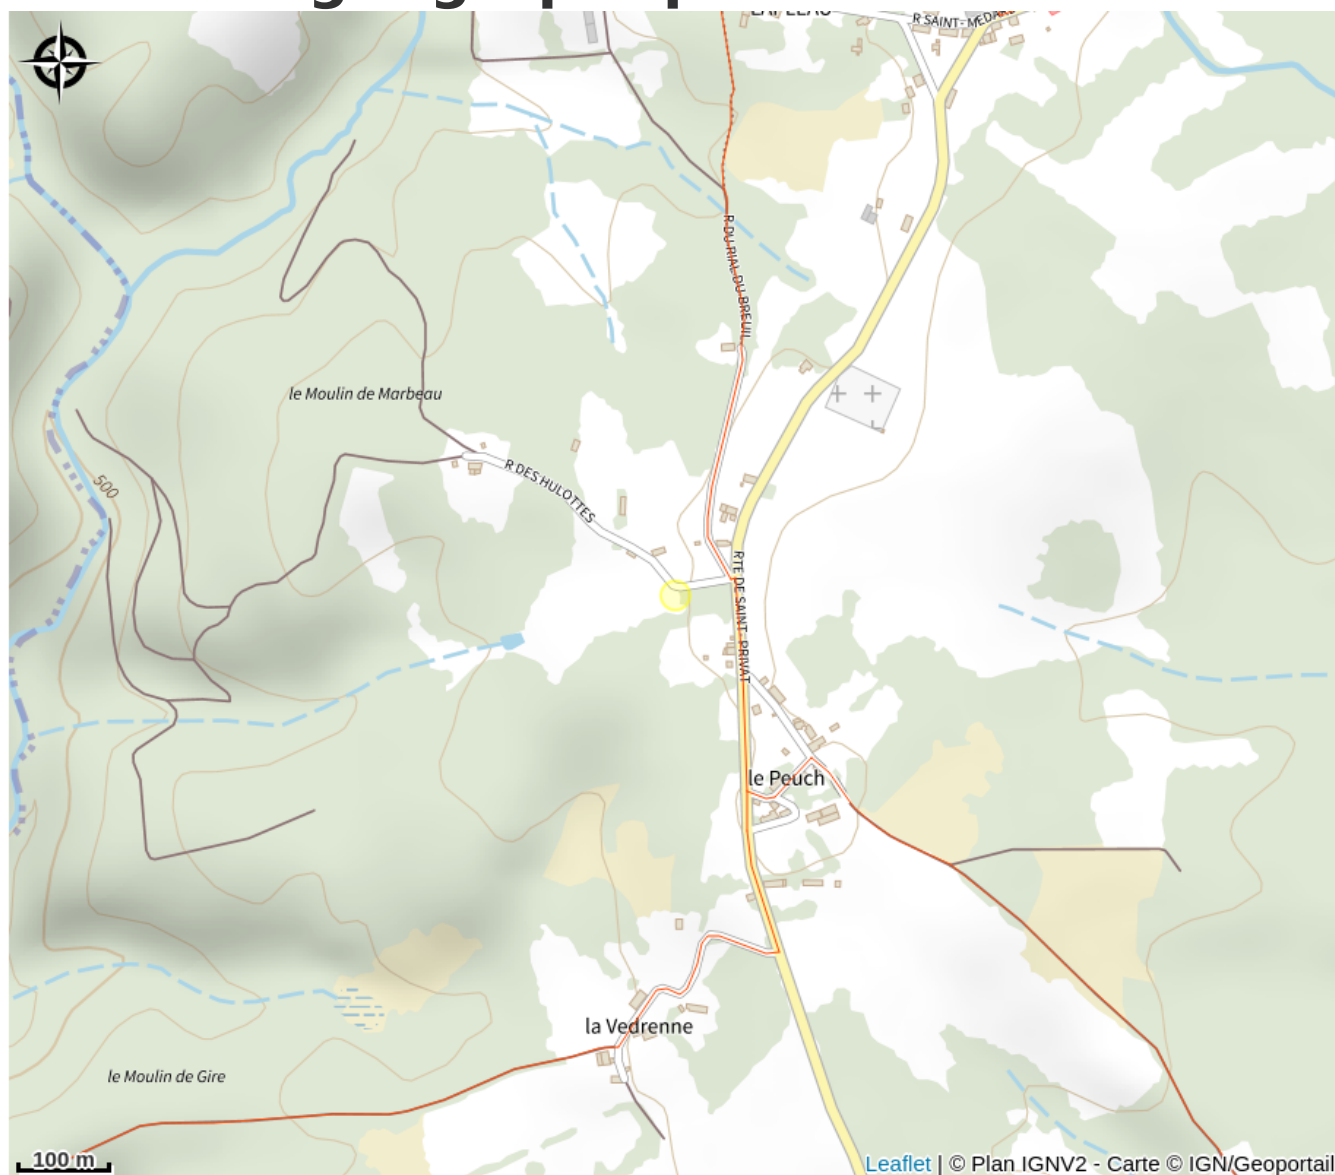 R SAINT-MEDARD
R DU RIAL DU BREUIL
le Moulin de Marbeau
R DES HULOTTES
500
RTE DE SAINT-PRIVAT
le Peuch
la Vedrenne
le Moulin de Gire
100 m
Leaflet | © Plan IGNV2 - Carte © IGN/Geoportail